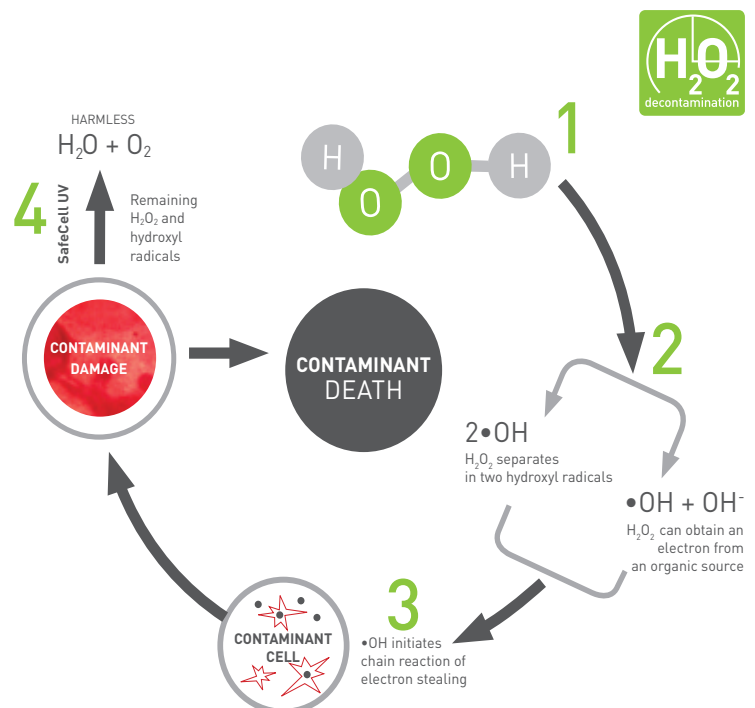 H₂O₂
decontamination
1
H
O
O
H
HARMLESS
H₂O + O₂
4
SafeCell UV
Remaining
H₂O₂ and
hydroxyl
radicals
2
CONTAMINANT
DAMAGE
CONTAMINANT
DEATH
2•OH
H₂O₂ separates
in two hydroxyl radicals
•OH + OH⁻
H₂O₂ can obtain an
electron from
an organic source
3
•OH initiates
chain reaction of
electron stealing
CONTAMINANT
CELL